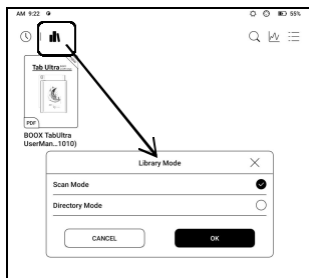 AM 9:22
55%
Tab Ultra
PDF
BOOX TabUltra
UserMan...1010)
Library Mode
Scan Mode
Directory Mode
CANCEL
OK